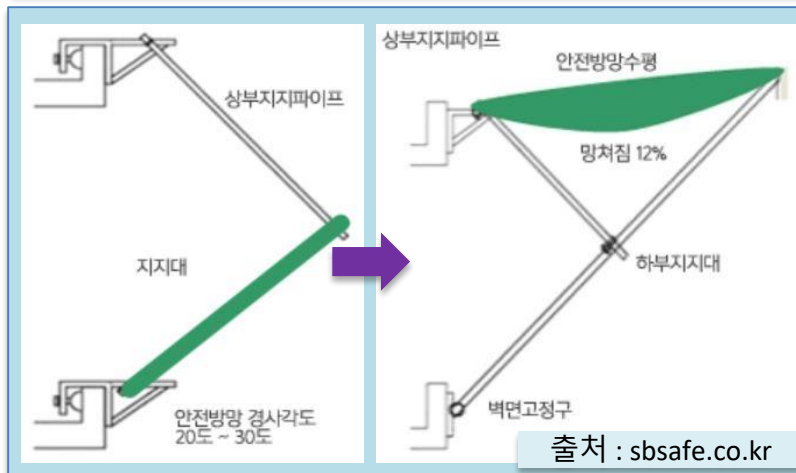 상부지지파이프
지지대
안전방망 경사각도
20도 ~ 30도
상부지지파이프
안전방망수평
망쳐짐 12%
하부지지대
벽면고정구
출처 : sbsafe.co.kr